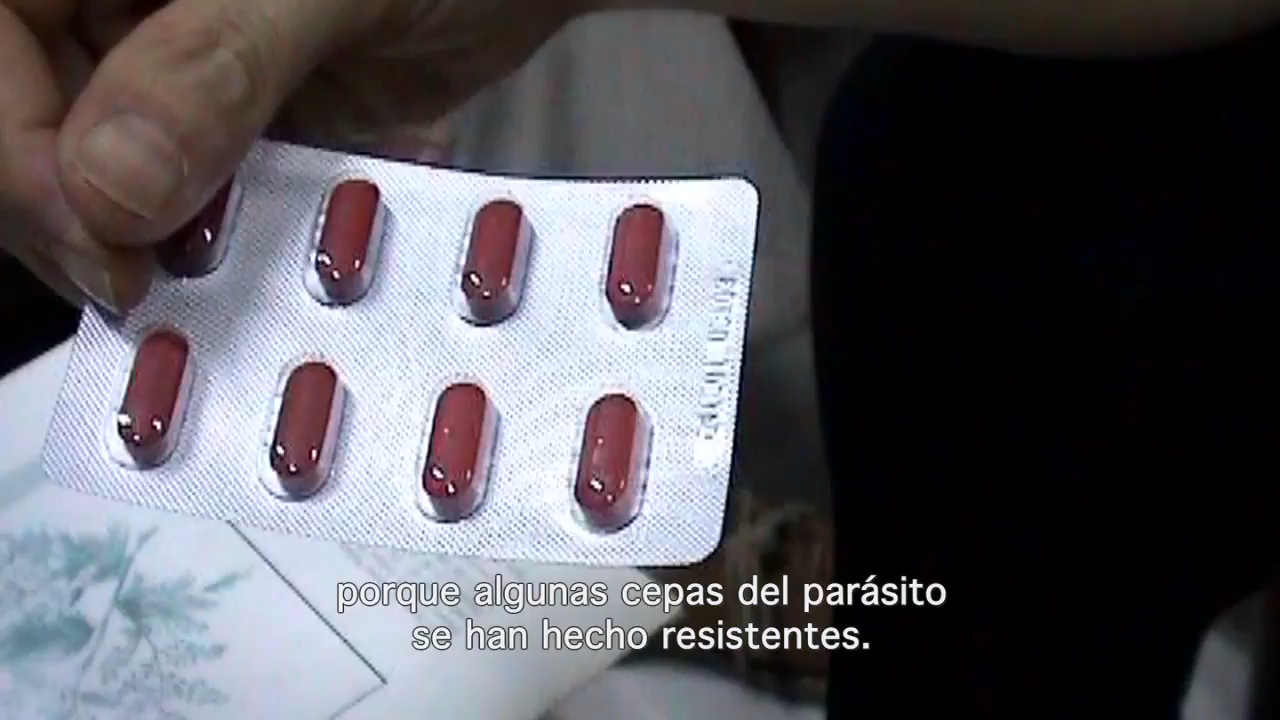 porque algunas cepas del parásito
se han hecho resistentes.